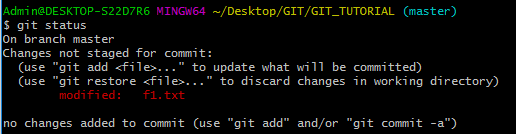 Admin@DESKTOP-S22D7R6 MINGW64 ~/Desktop/GIT/GIT_TUTORIAL (master)
$ git status
On branch master
Changes not staged for commit:
  (use "git add <file>..." to update what will be committed)
  (use "git restore <file>..." to discard changes in working directory)
        modified:   f1.txt

no changes added to commit (use "git add" and/or "git commit -a")